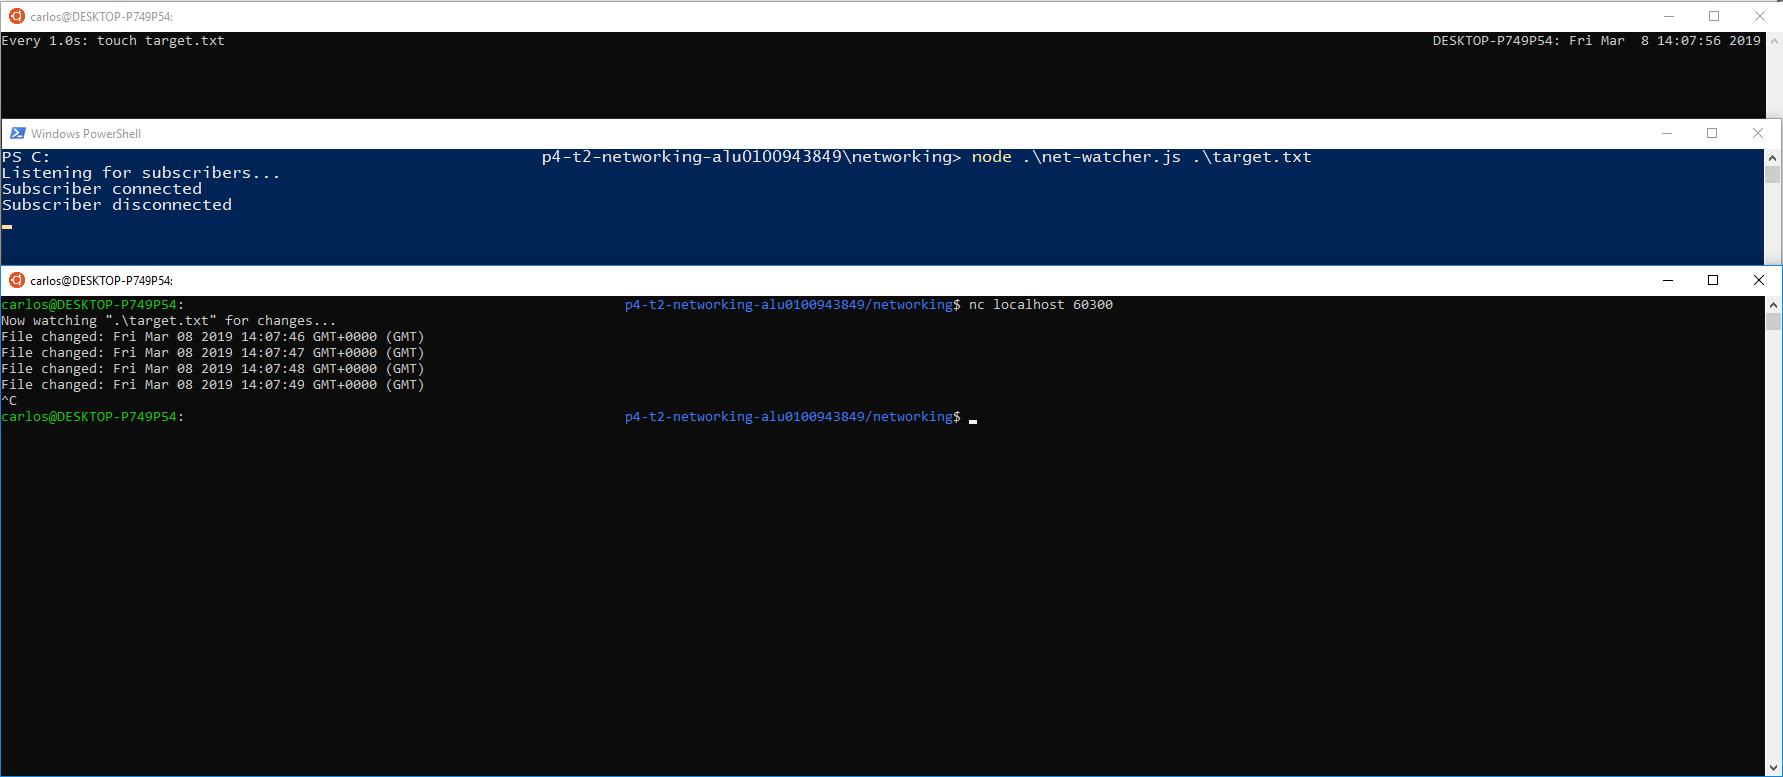 carlos@DESKTOP-P749P54:
Every 1.0s: touch target.txt DESKTOP-P749P54: Fri Mar  8 14:07:56 2019
Windows PowerShell
PS C: p4-t2-networking-alu0100943849\networking> node .\net-watcher.js .\target.txt
Listening for subscribers...
Subscriber connected
Subscriber disconnected
carlos@DESKTOP-P749P54:
carlos@DESKTOP-P749P54: p4-t2-networking-alu0100943849/networking$ nc localhost 60300
Now watching ".\target.txt" for changes...
File changed: Fri Mar 08 2019 14:07:46 GMT+0000 (GMT)
File changed: Fri Mar 08 2019 14:07:47 GMT+0000 (GMT)
File changed: Fri Mar 08 2019 14:07:48 GMT+0000 (GMT)
File changed: Fri Mar 08 2019 14:07:49 GMT+0000 (GMT)
^C
carlos@DESKTOP-P749P54: p4-t2-networking-alu0100943849/networking$